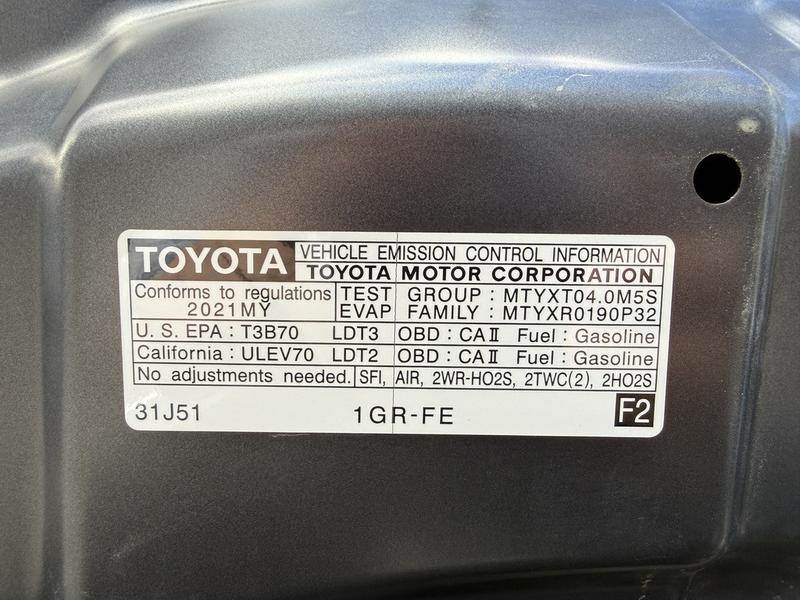 TOYOTA VEHICLE EMISSION CONTROL INFORMATION
TOYOTA MOTOR CORPORATION
Conforms to regulations TEST GROUP : MTYXT04.0M5S
2021MY EVAP FAMILY : MTYXR0190P32
U. S. EPA : T3B70 LDT3 OBD : CAⅡ Fuel : Gasoline
California : ULEV70 LDT2 OBD : CAⅡ Fuel : Gasoline
No adjustments needed. SFI, AIR, 2WR-HO2S, 2TWC(2), 2HO2S
31J51 1GR-FE F2